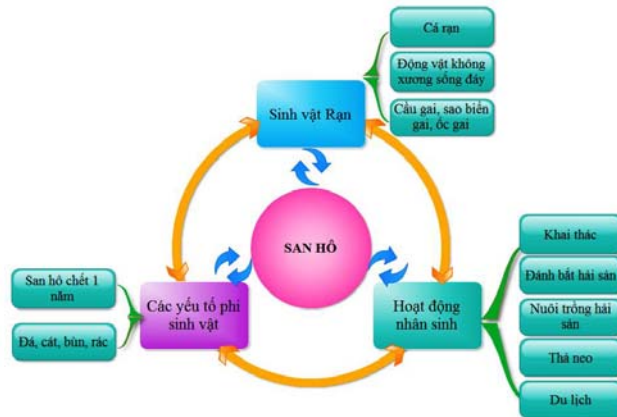 Cá rạn
Động vật không
xương sống đáy
Cầu gai, sao biển
gai, ốc gai
Sinh vật Rạn
SAN HÔ
San hô chết 1
năm
Đá, cát, bùn, rác
Các yếu tố phi
sinh vật
Hoạt động
nhân sinh
Khai thác
Đánh bắt hải sản
Nuôi trồng hải
sản
Thả neo
Du lịch